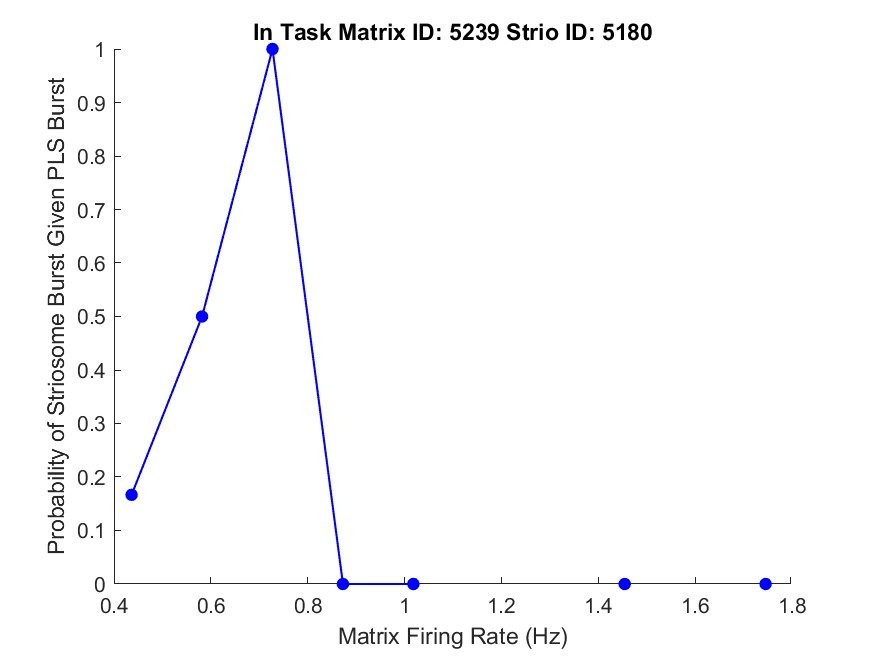 In Task Matrix ID: 5239 Strio ID: 5180
Probability of Striosome Burst Given PLS Burst
1
0.9
0.8
0.7
0.6
0.5
0.4
0.3
0.2
0.1
0
0.4 0.6 0.8 1 1.2 1.4 1.6 1.8
Matrix Firing Rate (Hz)